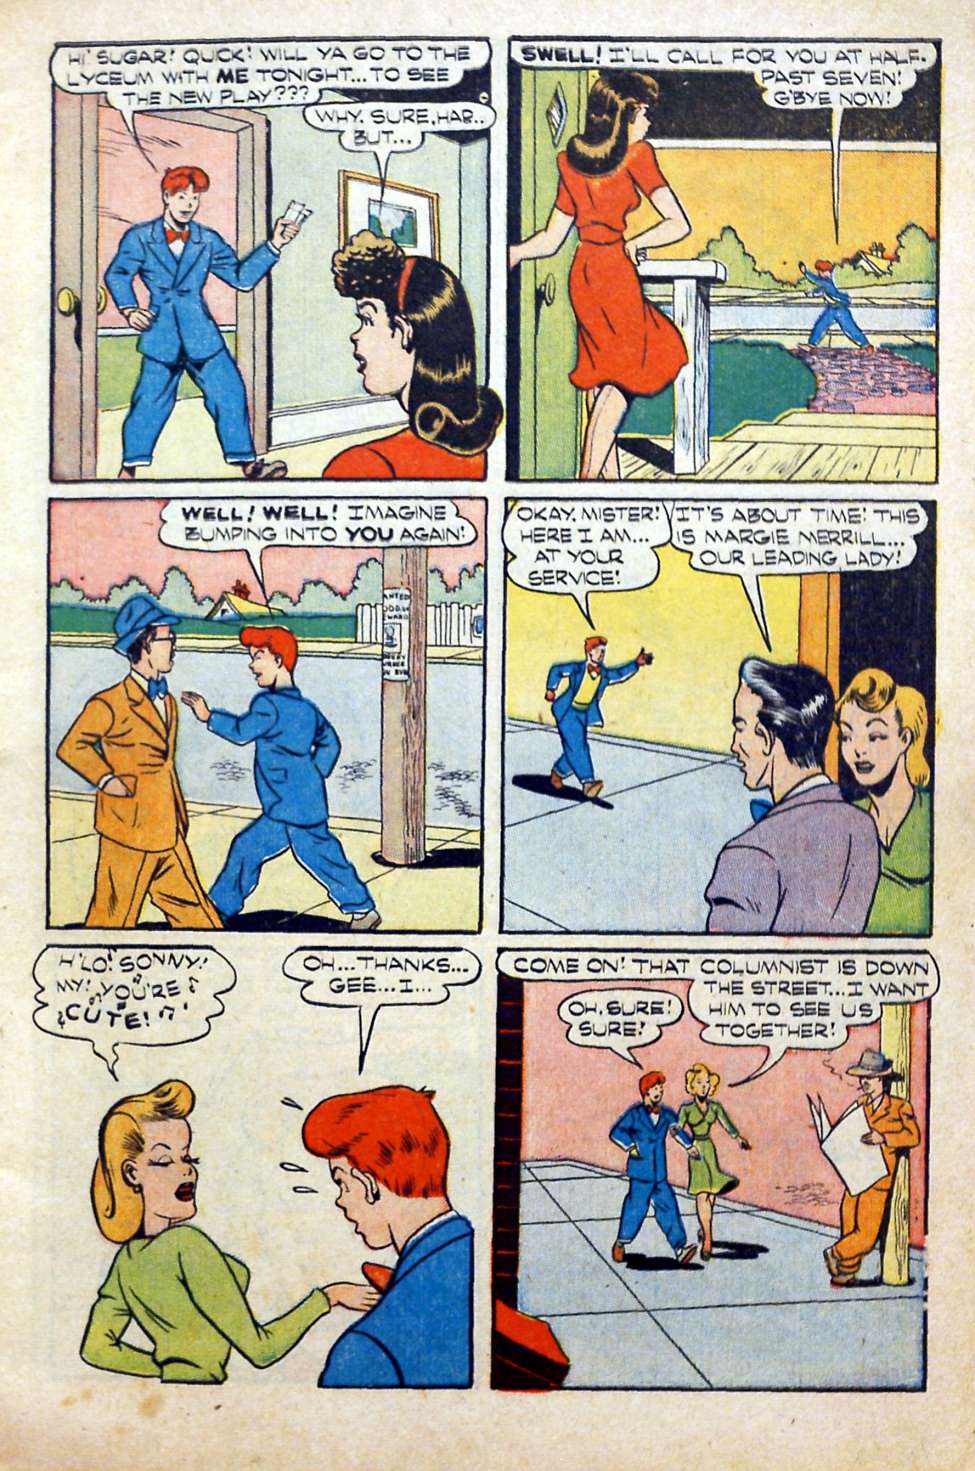 HI' SUGAR! QUICK! WILL YA GO TO THE
LYCEUM WITH ME TONIGHT...TO SEE
THE NEW PLAY???
WHY, SURE, HAP..
BUT...
SWELL! I'LL CALL FOR YOU AT HALF-
PAST SEVEN!
G'BYE NOW!
WELL! WELL! IMAGINE
BUMPING INTO YOU AGAIN!
OKAY, MISTER!
HERE I AM...
AT YOUR
SERVICE!
IT'S ABOUT TIME! THIS
IS MARGIE MERRILL...
OUR LEADING LADY!
H'LO! SONNY!
MY! YOU'RE
CUTE!
OH...THANKS...
GEE...I...
COME ON! THAT COLUMNIST IS DOWN
THE STREET...I WANT
HIM TO SEE US
TOGETHER!
OH, SURE!
SURE!